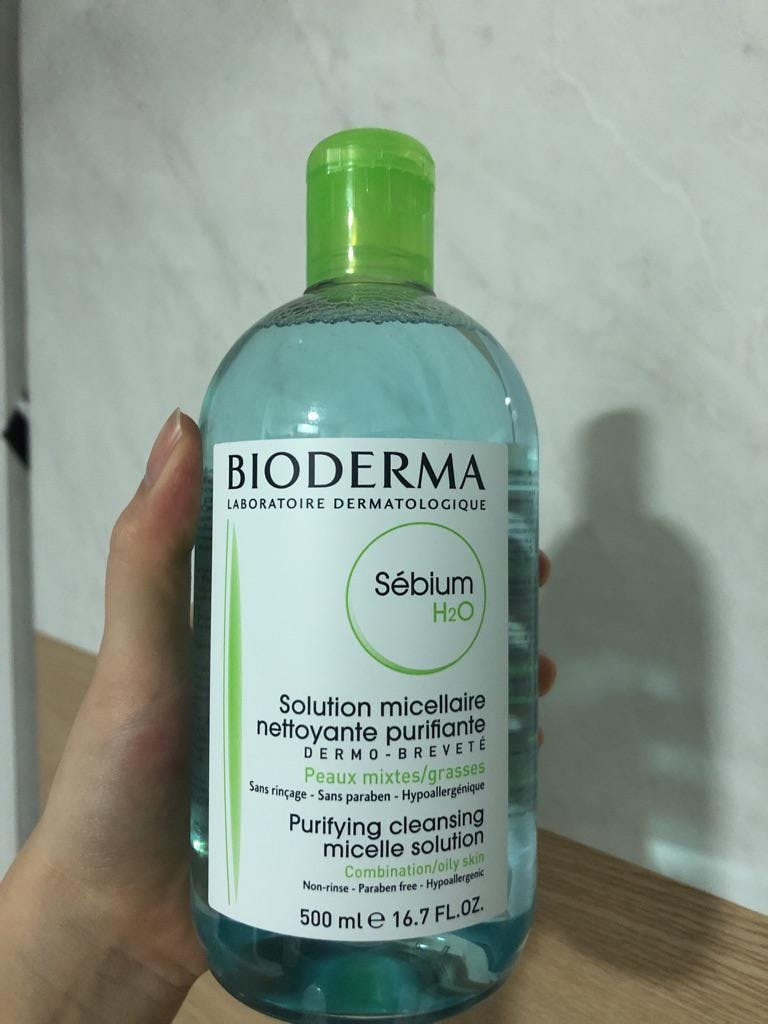 BIODERMA
LABORATOIRE DERMATOLOGIQUE
Sébium
H2O
Solution micellaire
nettoyante purifiante
DERMO-BREVETÉ
Peaux mixtes/grasses
Sans rinçage - Sans paraben - Hypoallergénique
Purifying cleansing
micelle solution
Combination/oily skin
Non-rinse - Paraben free - Hypoallergenic
500 ml ℮ 16.7 FL.OZ.